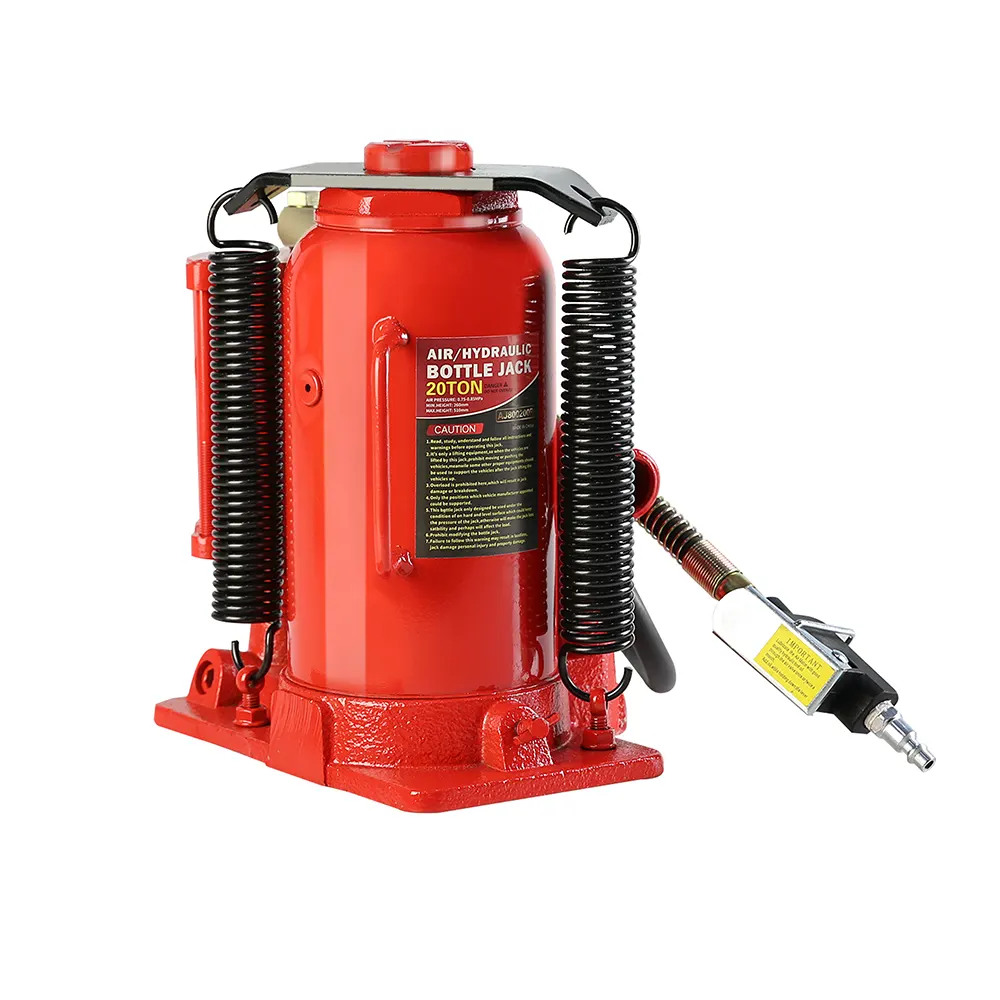 AIR/HYDRAULIC
BOTTLE JACK
20TON DANGER
AIR PRESSURE: 0.75-0.85MPa
MIN.HEIGHT: 260mm
MAX.HEIGHT: 510mm
MADE IN CHINA
CAUTION
1.Read, study, understand and follow all instructions and
warnings before operating this jack.
2.It's only a lifting equipment,so when the vehicles are
lifted by this jack,prohibit moving or pushing the
vehicles,meanwile some other proper equipments should
be used to support the vehicles after the jack lifting the
vehicles up.
3.Overload is prohibited here,which will result in jack
damage or breakdown.
4.Only the positions which vehicle manufacturer
could be supported.
5.This bottle jack only designed be used under the
condition of on hard and level surface which could keep
the pressure of the jack,otherwise will make the jack lose
satbility and perhaps will affect the load.
6.Prohibit modifying the bottle jack.
7.Failure to follow this warning may result in
jack damage personal injury and property damage.
IMPORTANT